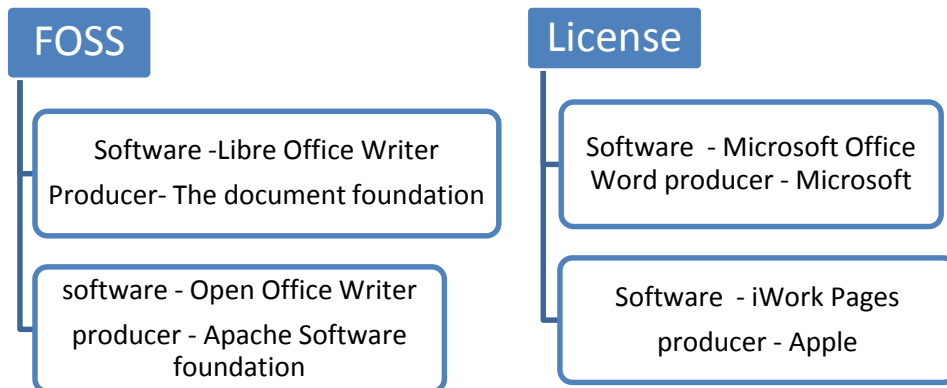 FOSS
Software -Libre Office Writer
Producer- The document foundation
software - Open Office Writer
producer - Apache Software
foundation
License
Software - Microsoft Office
Word producer - Microsoft
Software - iWork Pages
producer - Apple